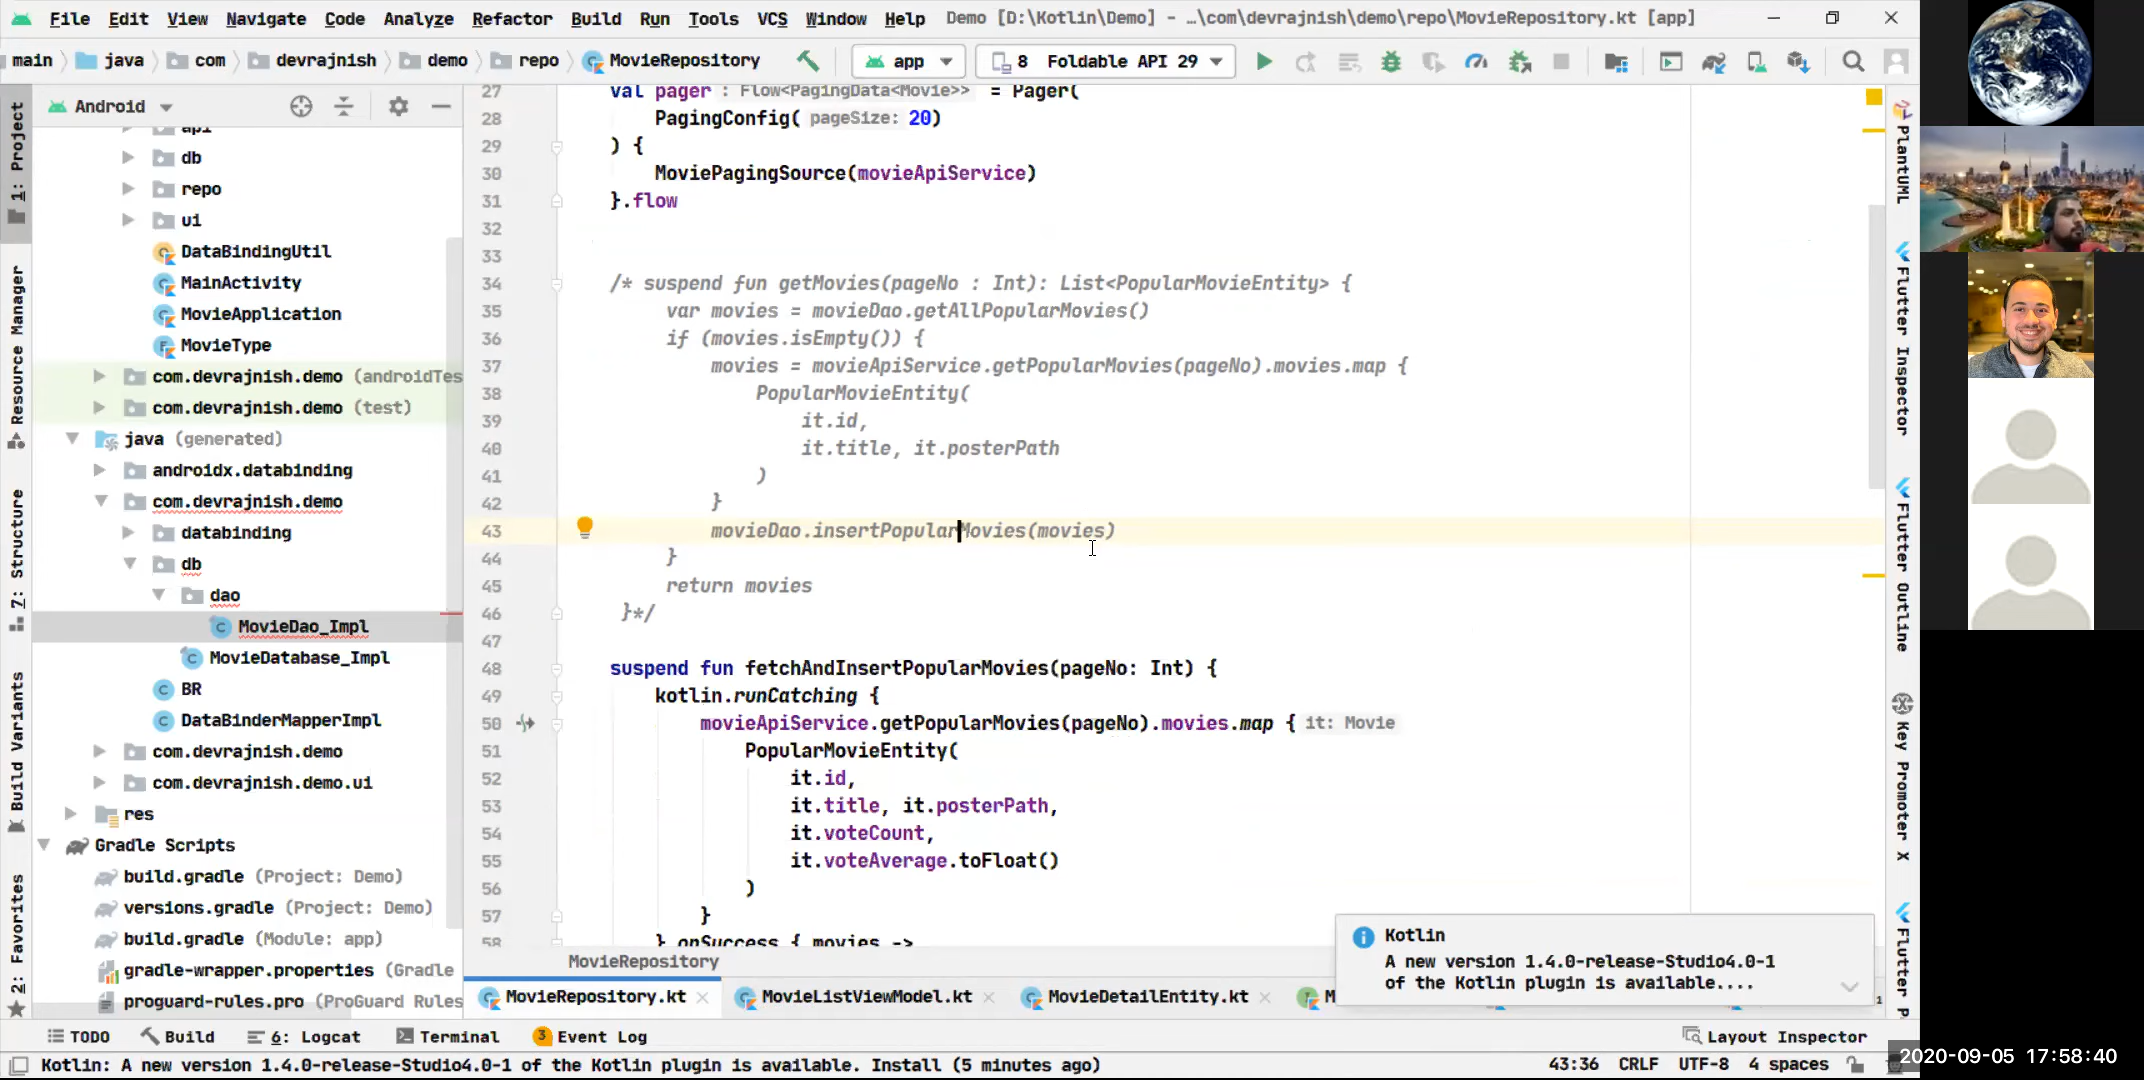 File Edit View Navigate Code Analyze Refactor Build Run Tools VCS Window Help Demo [D:\Kotlin\Demo] - ...\com\devrajnish\demo\repo\MovieRepository.kt [app]
main java com devrajnish demo repo MovieRepository app 8 Foldable API 29
Android
api
db
repo
ui
DataBindingUtil
MainActivity
MovieApplication
MovieType
com.devrajnish.demo (androidTes
com.devrajnish.demo (test)
java (generated)
androidx.databinding
com.devrajnish.demo
databinding
db
dao
MovieDao_Impl
MovieDatabase_Impl
BR
DataBinderMapperImpl
com.devrajnish.demo
com.devrajnish.demo.ui
res
Gradle Scripts
build.gradle (Project: Demo)
versions.gradle (Project: Demo)
build.gradle (Module: app)
gradle-wrapper.properties (Gradle
proguard-rules.pro (ProGuard Rules
1: Project
Resource Manager
7: Structure
Build Variants
2: Favorites
27 val pager : Flow<PagingData<Movie>> = Pager(
28 PagingConfig( pageSize: 20)
29 ) {
30 MoviePagingSource(movieApiService)
31 }.flow
32
33
34 /* suspend fun getMovies(pageNo : Int): List<PopularMovieEntity> {
35 var movies = movieDao.getAllPopularMovies()
36 if (movies.isEmpty()) {
37 movies = movieApiService.getPopularMovies(pageNo).movies.map {
38 PopularMovieEntity(
39 it.id,
40 it.title, it.posterPath
41 )
42 }
43 movieDao.insertPopularMovies(movies)
44 }
45 return movies
46 }*/
47
48 suspend fun fetchAndInsertPopularMovies(pageNo: Int) {
49 kotlin.runCatching {
50 movieApiService.getPopularMovies(pageNo).movies.map { it: Movie
51 PopularMovieEntity(
52 it.id,
53 it.title, it.posterPath,
54 it.voteCount,
55 it.voteAverage.toFloat()
56 )
57 }
58 } onSuccess { movies ->
MovieRepository
Kotlin
A new version 1.4.0-release-Studio4.0-1
of the Kotlin plugin is available....
MovieRepository.kt MovieListViewModel.kt MovieDetailEntity.kt M
PlantUML
Flutter Inspector
Flutter Outline
Key Promoter X
Flutter P
TODO Build 6: Logcat Terminal 3 Event Log Layout Inspector
Kotlin: A new version 1.4.0-release-Studio4.0-1 of the Kotlin plugin is available. Install (5 minutes ago) 43:36 CRLF UTF-8 4 spaces
2020-09-05 17:58:40